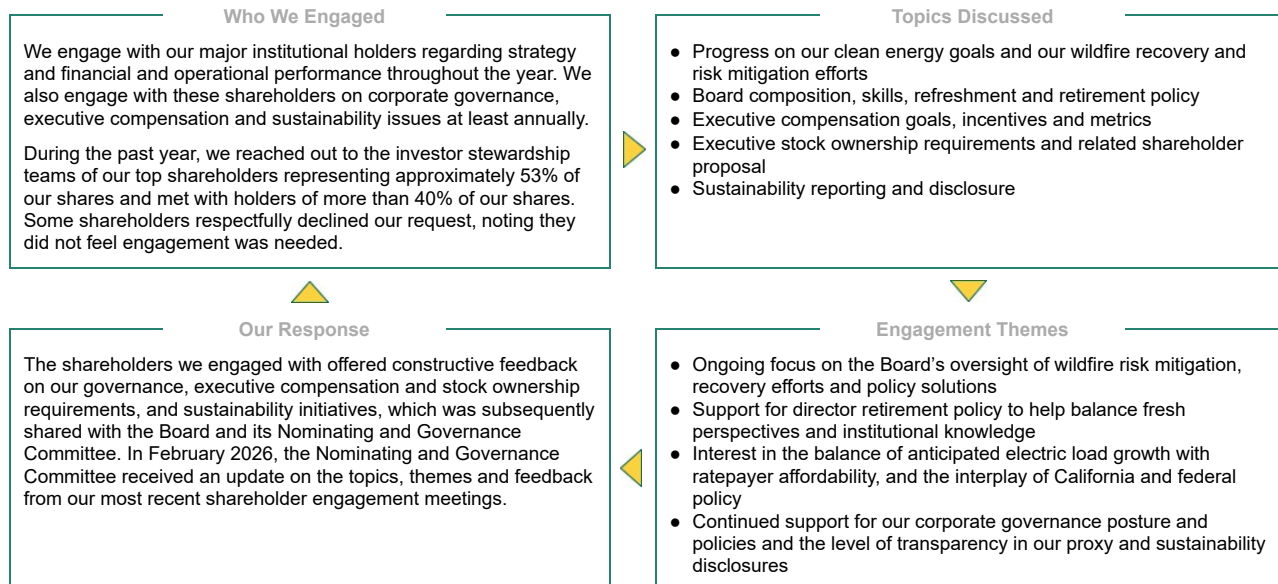 Who We Engaged
We engage with our major institutional holders regarding strategy
and financial and operational performance throughout the year. We
also engage with these shareholders on corporate governance,
executive compensation and sustainability issues at least annually.
During the past year, we reached out to the investor stewardship
teams of our top shareholders representing approximately 53% of
our shares and met with holders of more than 40% of our shares.
Some shareholders respectfully declined our request, noting they
did not feel engagement was needed.
Topics Discussed
● Progress on our clean energy goals and our wildfire recovery and
risk mitigation efforts
● Board composition, skills, refreshment and retirement policy
● Executive compensation goals, incentives and metrics
● Executive stock ownership requirements and related shareholder
proposal
● Sustainability reporting and disclosure
Engagement Themes
● Ongoing focus on the Board’s oversight of wildfire risk mitigation,
recovery efforts and policy solutions
● Support for director retirement policy to help balance fresh
perspectives and institutional knowledge
● Interest in the balance of anticipated electric load growth with
ratepayer affordability, and the interplay of California and federal
policy
● Continued support for our corporate governance posture and
policies and the level of transparency in our proxy and sustainability
disclosures
Our Response
The shareholders we engaged with offered constructive feedback
on our governance, executive compensation and stock ownership
requirements, and sustainability initiatives, which was subsequently
shared with the Board and its Nominating and Governance
Committee. In February 2026, the Nominating and Governance
Committee received an update on the topics, themes and feedback
from our most recent shareholder engagement meetings.